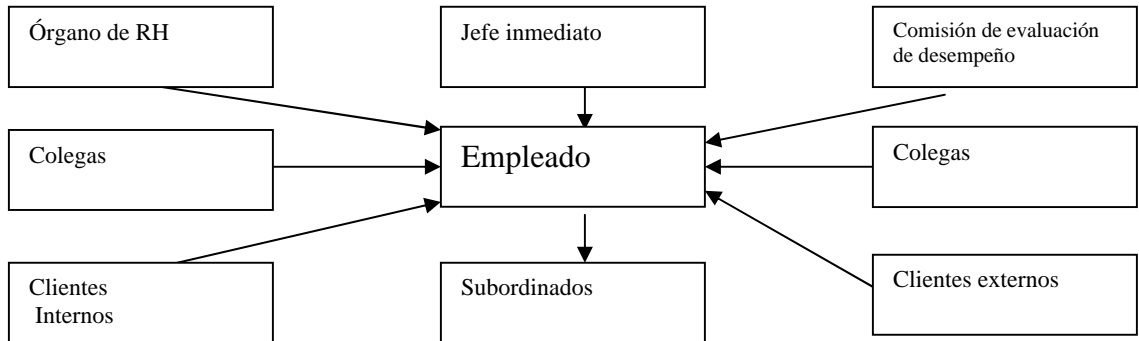 Órgano de RH
Jefe inmediato
Comisión de evaluación
de desempeño
Colegas
Empleado
Colegas
Clientes
Internos
Subordinados
Clientes externos